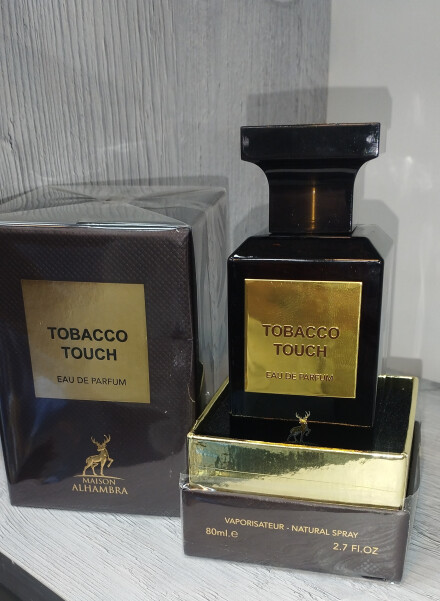 TOBACCO
TOUCH
EAU DE PARFUM
MAISON
ALHAMBRA
TOBACCO
TOUCH
EAU DE PARFUM
VAPORISATEUR - NATURAL SPRAY
80ml.e
2.7 Fl.OZ